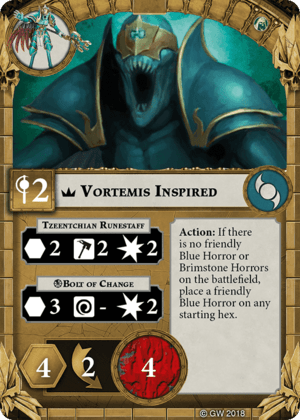 2 Vortemis Inspired
Tzeentchian Runestaff
2 2 2
Bolt of Change
3 - 2
Action: If there
is no friendly
Blue Horror or
Brimstone Horrors
on the battlefield,
place a friendly
Blue Horror on any
starting hex.
4 2 4
© GW 2018